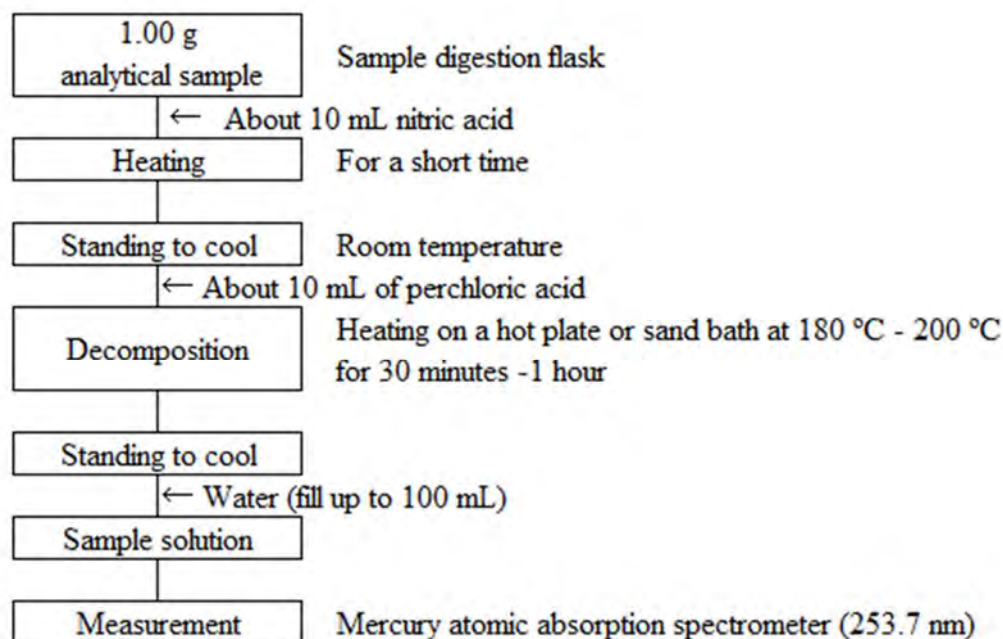 1.00 g
analytical sample
Sample digestion flask
← About 10 mL nitric acid
Heating
For a short time
Standing to cool
Room temperature
← About 10 mL of perchloric acid
Decomposition
Heating on a hot plate or sand bath at 180 ºC - 200 ºC
for 30 minutes -1 hour
Standing to cool
← Water (fill up to 100 mL)
Sample solution
Measurement
Mercury atomic absorption spectrometer (253.7 nm)